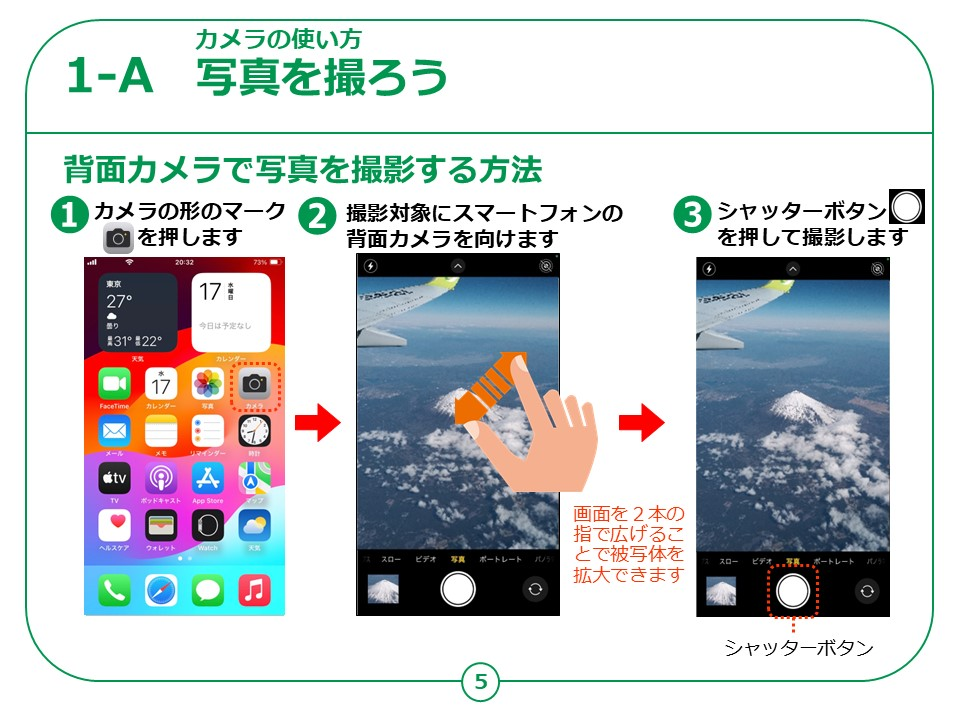 カメラの使い方
1-A 写真を撮ろう
背面カメラで写真を撮影する方法
1 カメラの形のマーク
を押します
2 撮影対象にスマートフォンの
背面カメラを向けます
3 シャッターボタン
を押して撮影します
20:32 73%
東京
27°
曇り
最高31° 最低22°
天気
17 水曜日
今日は予定なし
カレンダー
FaceTime
水
17
カレンダー
写真
カメラ
メール
メモ
リマインダー
時計
tv
TV
ポッドキャスト
App Store
マップ
ヘルスケア
ウォレット
Watch
天気
スロー ビデオ 写真 ポートレート パノラ
画面を２本の
指で広げるこ
とで被写体を
拡大できます
スロー ビデオ 写真 ポートレート パノラ
シャッターボタン
5